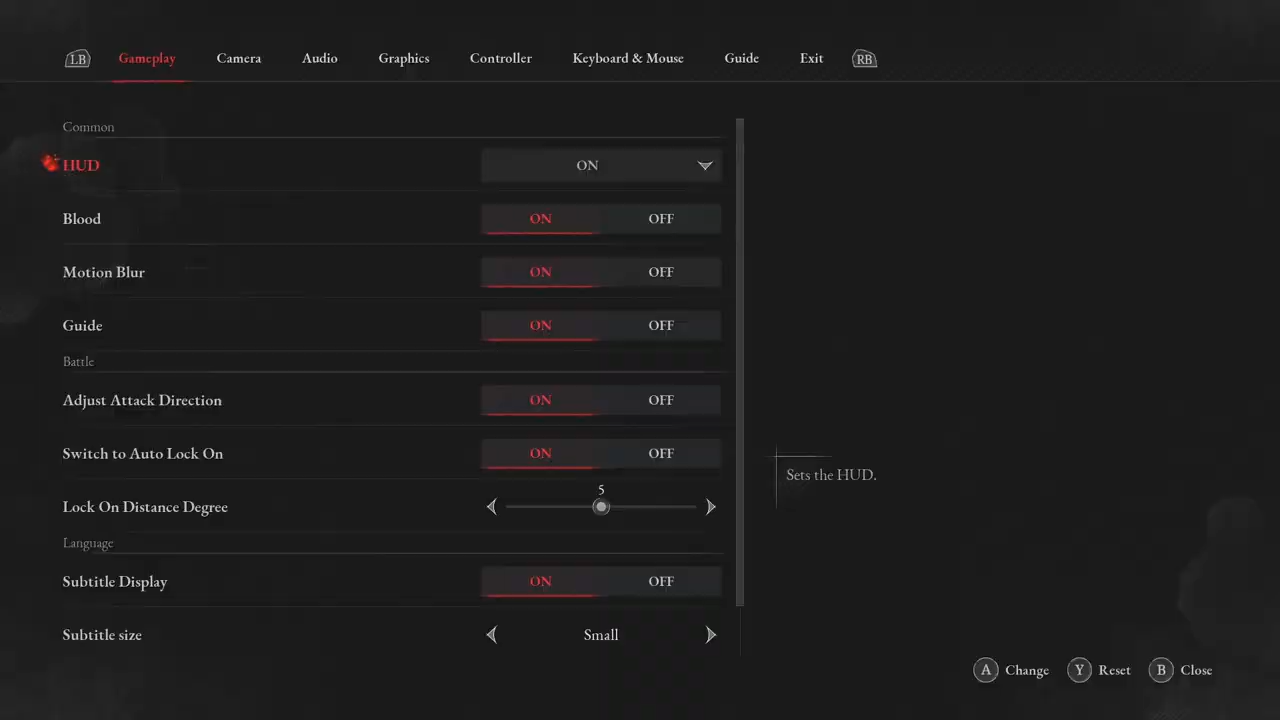 LB Gameplay Camera Audio Graphics Controller Keyboard & Mouse Guide Exit RB
Common
HUD ON
Blood ON OFF
Motion Blur ON OFF
Guide ON OFF
Battle
Adjust Attack Direction ON OFF
Switch to Auto Lock On ON OFF
5
Lock On Distance Degree
Language
Subtitle Display ON OFF
Subtitle size Small
Sets the HUD.
A Change Y Reset B Close